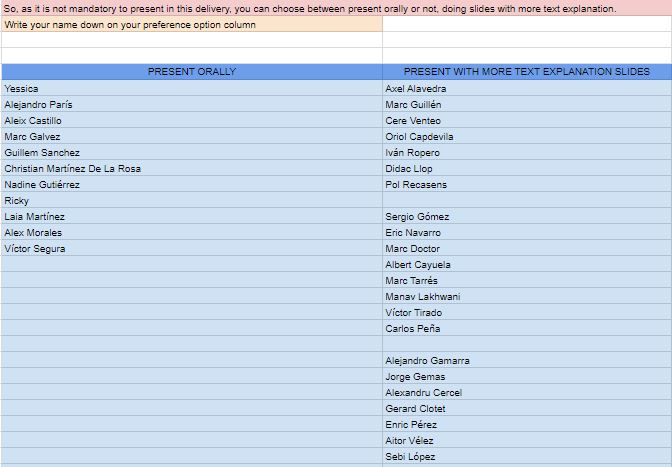 So, as it is not mandatory to present in this delivery, you can choose between present orally or not, doing slides with more text explanation.
Write your name down on your preference option column
PRESENT ORALLY PRESENT WITH MORE TEXT EXPLANATION SLIDES
Yessica Axel Alavedra
Alejandro París Marc Guillén
Aleix Castillo Cere Venteo
Marc Galvez Oriol Capdevila
Guillem Sanchez Iván Ropero
Christian Martínez De La Rosa Didac Llop
Nadine Gutiérrez Pol Recasens
Ricky
Laia Martínez Sergio Gómez
Alex Morales Eric Navarro
Víctor Segura Marc Doctor
Albert Cayuela
Marc Tarrés
Manav Lakhwani
Víctor Tirado
Carlos Peña
Alejandro Gamarra
Jorge Gemas
Alexandru Cercel
Gerard Clotet
Enric Pérez
Aitor Vélez
Sebi López